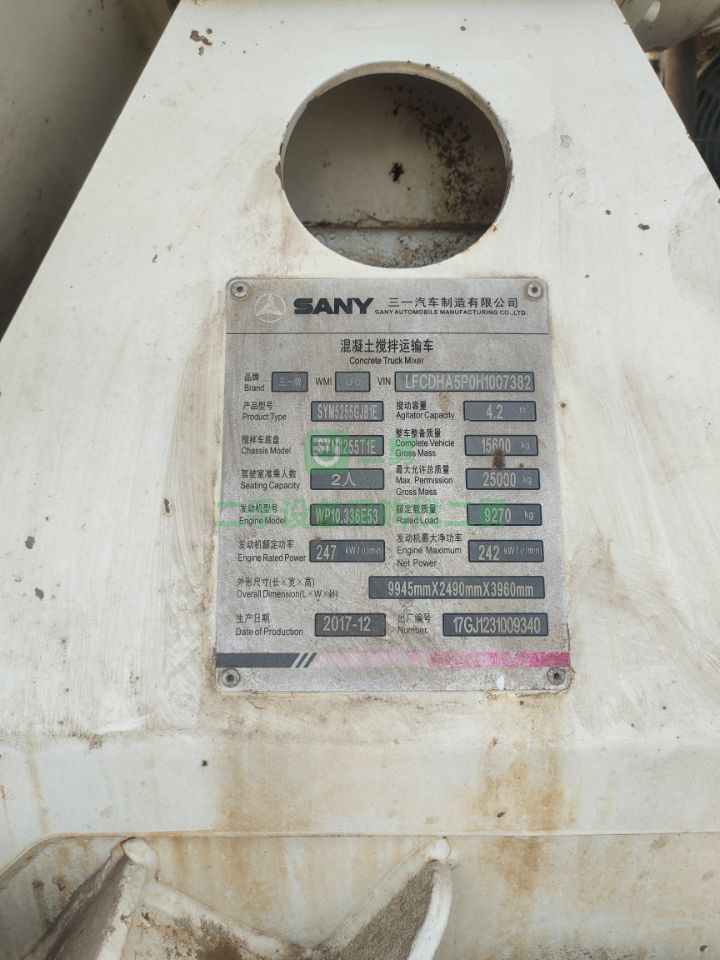 SANY 三一汽车制造有限公司
SANY AUTOMOBILE MANUFACTURING CO.,LTD.
混凝土搅拌运输车
Concrete Truck Mixer
品牌 Brand 三一牌 WMI LFC VIN LFCDHA5P0H1007382
产品型号 Product Type SYM5255GJB1E 搅动容量 Agitator Capacity 4.2 m³
搅拌车底盘 Chassis Model SYM1255T1E 整车整备质量 Complete Vehicle Gross Mass 15600 kg
驾驶室准乘人数 Seating Capacity 2人 最大允许总质量 Max. Permission Gross Mass 25000 kg
发动机型号 Engine Model WP10.336E53 额定载质量 Rated Load 9270 kg
发动机额定功率 Engine Rated Power 247 kW/(r)min 发动机最大净功率 Engine Maximum Net Power 242 kW/(r)min
外形尺寸(长×宽×高) Overall Dimension(L×W×H) 9945mmX2490mmX3960mm
生产日期 Date of Production 2017-12 出厂编号 Number 17GJ1231009340